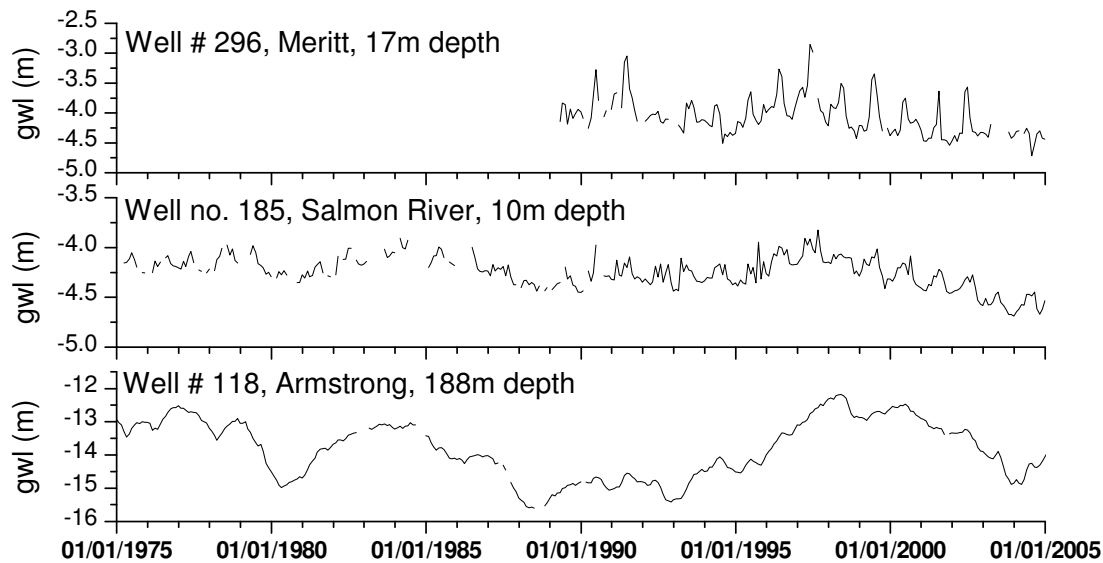 -2.5
-3.0
-3.5
-4.0
-4.5
-5.0
gwl (m)
Well # 296, Meritt, 17m depth
-3.5
-4.0
-4.5
-5.0
gwl (m)
Well no. 185, Salmon River, 10m depth
-12
-13
-14
-15
-16
gwl (m)
Well # 118, Armstrong, 188m depth
01/01/1975 01/01/1980 01/01/1985 01/01/1990 01/01/1995 01/01/2000 01/01/2005